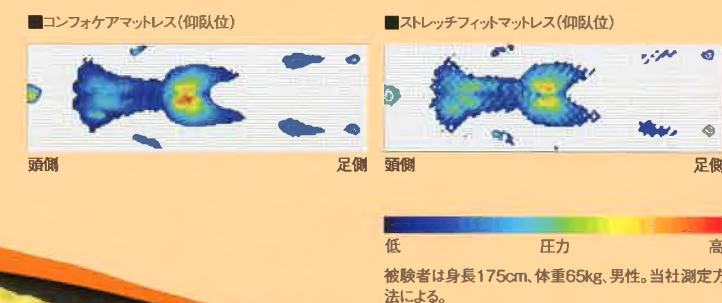 ■コンフォケアマットレス(仰臥位)
■ストレッチフィットマットレス(仰臥位)
頭側 足側
頭側 足側
低 圧力 高
被験者は身長175cm、体重65kg、男性。当社測定方
法による。